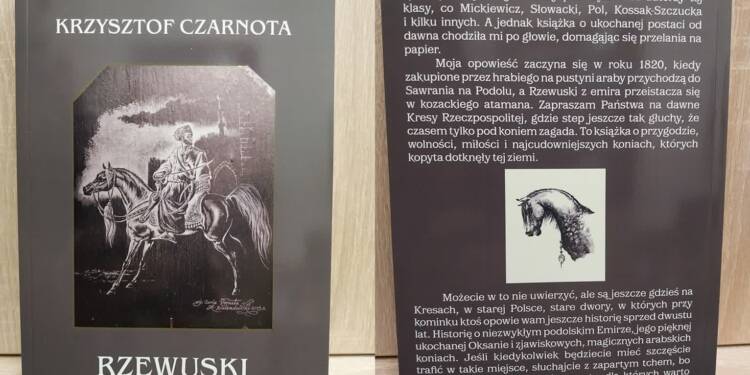 KRZYSZTOF CZARNOTA
RZEWUSKI
klasy, co Mickiewicz, Słowacki, Pol, Kossak-Szczucka
i kilku innych. A jednak książka o ukochanej postaci od
dawna chodziła mi po głowie, domagając się przelania na
papier.
Moja opowieść zaczyna się w roku 1820, kiedy
zakupione przez hrabiego na pustyni araby przychodzą do
Sawrania na Podolu, a Rzewuski z emira przeistacza się
w kozackiego atamana. Zapraszam Państwa na dawne
Kresy Rzeczpospolitej, gdzie step jeszcze tak głuchy, że
czasem tylko pod koniem zagada. To książka o przygodzie,
wolności, miłości i najcudowniejszych koniach, których
kopyta dotknęły tej ziemi.
Możecie w to nie uwierzyć, ale są jeszcze gdzieś na
Kresach, w starej Polsce, stare dwory, w których przy
kominku ktoś opowie wam jeszcze historię sprzed dwustu
lat. Historię o niezwykłym podolskim Emirze, jego pięknej
ukochanej Oksanie i zjawiskowych, magicznych arabskich
koniach. Jeśli kiedykolwiek będziecie mieć szczęście
trafić w takie miejsce, słuchajcie z zapartym tchem, bo
dla których warto